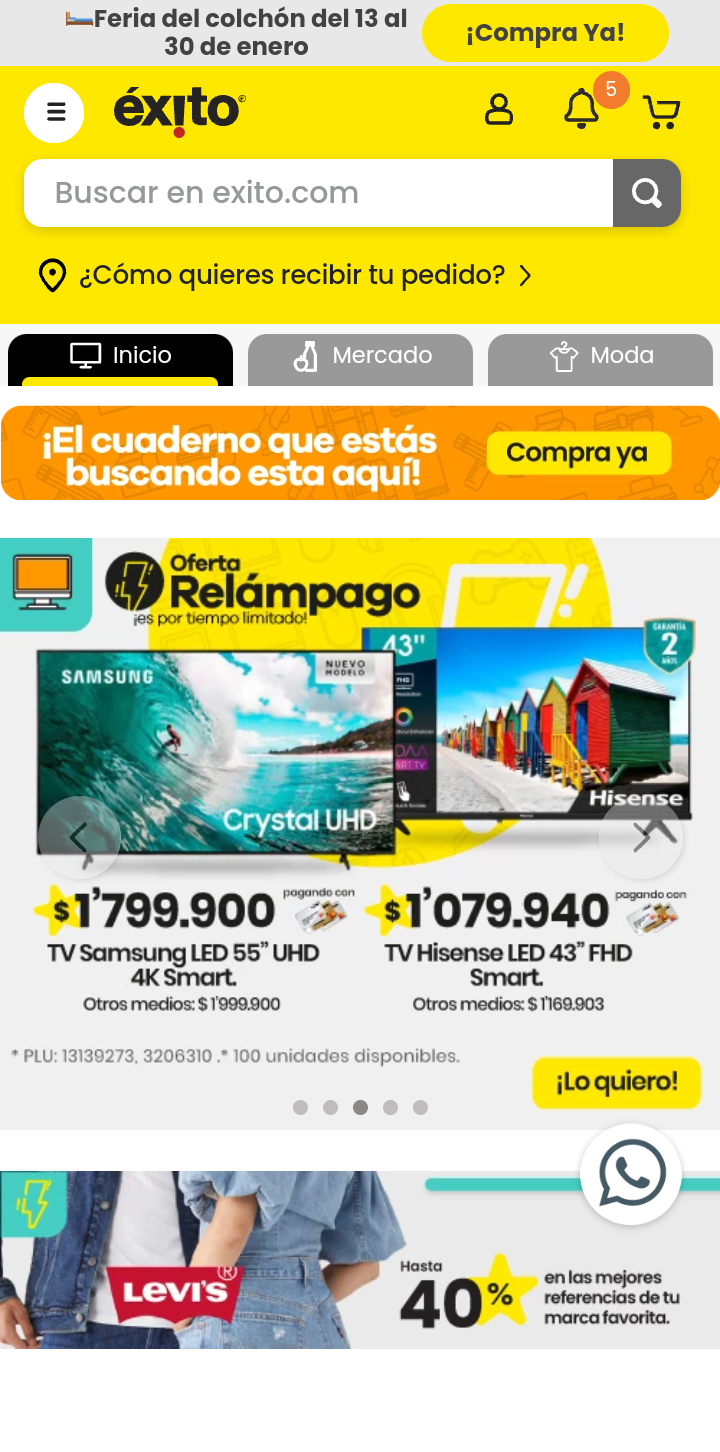 Feria del colchón del 13 al
30 de enero
¡Compra Ya!
éxito
5
Buscar en exito.com
¿Cómo quieres recibir tu pedido?
Inicio
Mercado
Moda
¡El cuaderno que estás
buscando esta aquí!
Compra ya
Oferta
Relámpago
¡es por tiempo limitado!
SAMSUNG
NUEVO
MODELO
Crystal UHD
43"
FHD
GARANTÍA
2
AÑOS
Hisense
$1'799.900
pagando con
TV Samsung LED 55” UHD
4K Smart.
Otros medios: $ 1'999.900
$1'079.940
pagando con
TV Hisense LED 43” FHD
Smart.
Otros medios: $ 1'169.903
* PLU: 13139273, 3206310 .* 100 unidades disponibles.
¡Lo quiero!
LEVI'S®
Hasta
40%
en las mejores
referencias de tu
marca favorita.